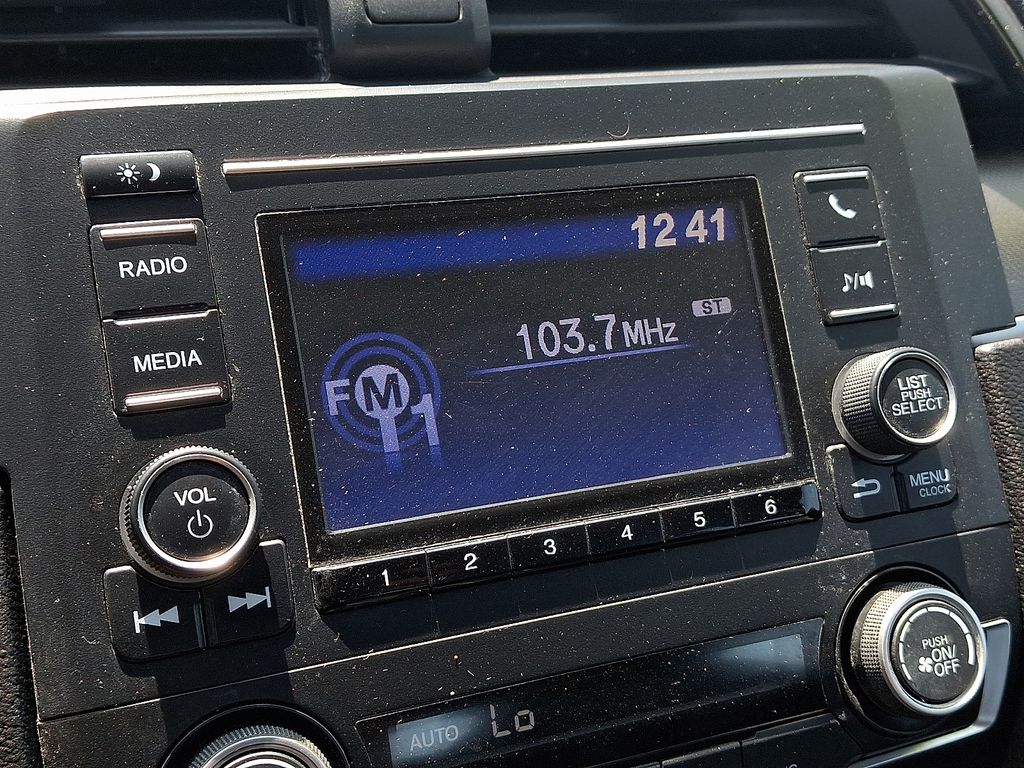 12 41
RADIO
ST
103.7 MHz
MEDIA
FM
1
LIST
PUSH
SELECT
VOL
MENU
CLOCK
1 2 3 4 5 6
PUSH
ON/
OFF
AUTO Lo